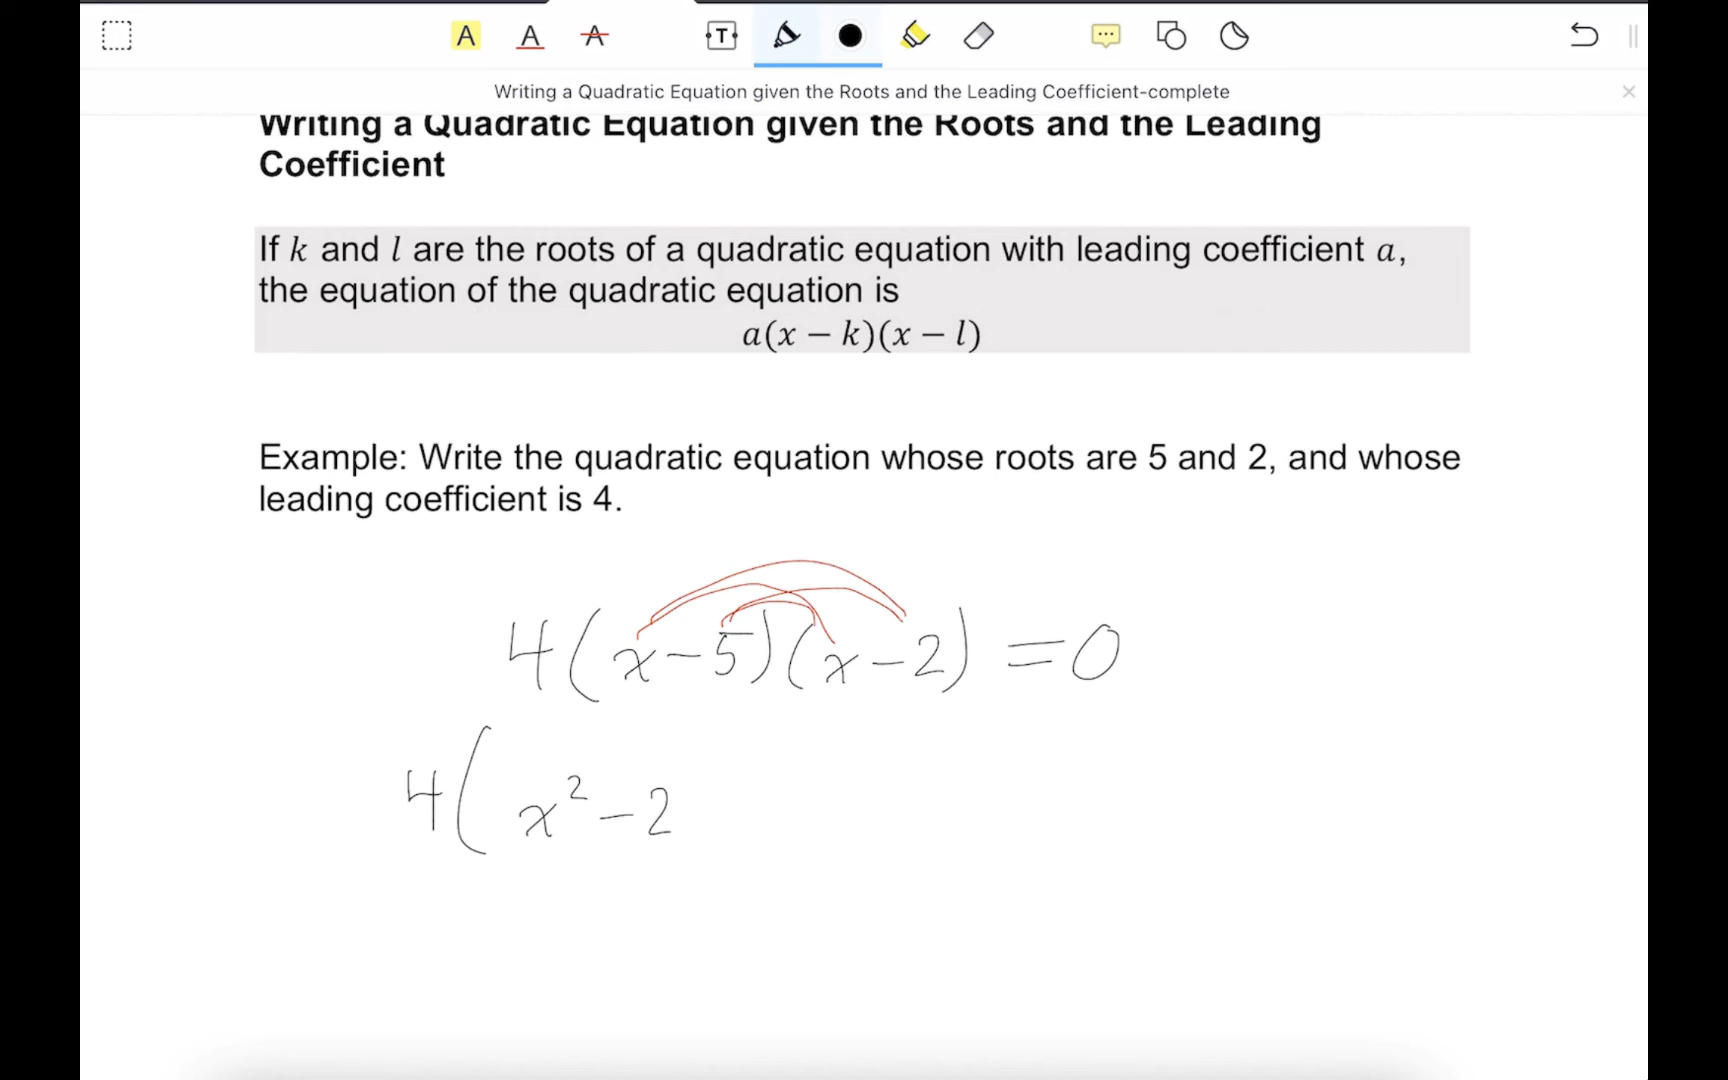 A A A T
Writing a Quadratic Equation given the Roots and the Leading Coefficient-complete
Writing a Quadratic Equation given the Roots and the Leading
Coefficient
If k and l are the roots of a quadratic equation with leading coefficient a,
the equation of the quadratic equation is
a(x − k)(x − l)
Example: Write the quadratic equation whose roots are 5 and 2, and whose
leading coefficient is 4.
4(x−5)(x−2) = 0
4( x² − 2